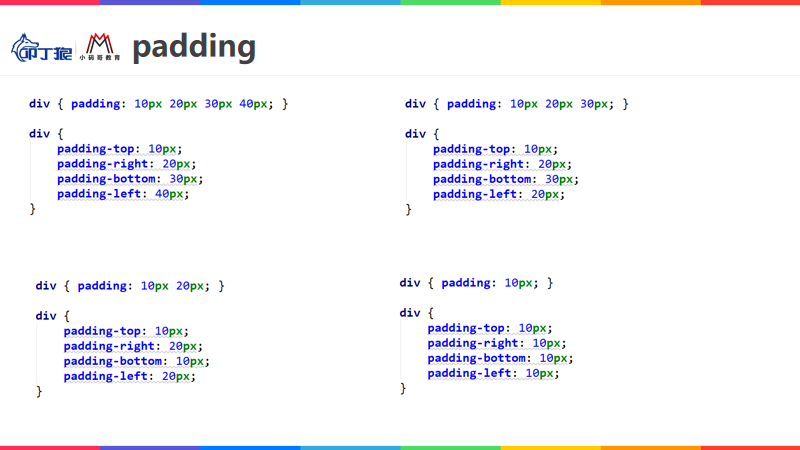 叩丁狼
小码哥教育
padding
div { padding: 10px 20px 30px 40px; }
div {
padding-top: 10px;
padding-right: 20px;
padding-bottom: 30px;
padding-left: 40px;
}
div { padding: 10px 20px 30px; }
div {
padding-top: 10px;
padding-right: 20px;
padding-bottom: 30px;
padding-left: 20px;
}
div { padding: 10px 20px; }
div {
padding-top: 10px;
padding-right: 20px;
padding-bottom: 10px;
padding-left: 20px;
}
div { padding: 10px; }
div {
padding-top: 10px;
padding-right: 10px;
padding-bottom: 10px;
padding-left: 10px;
}